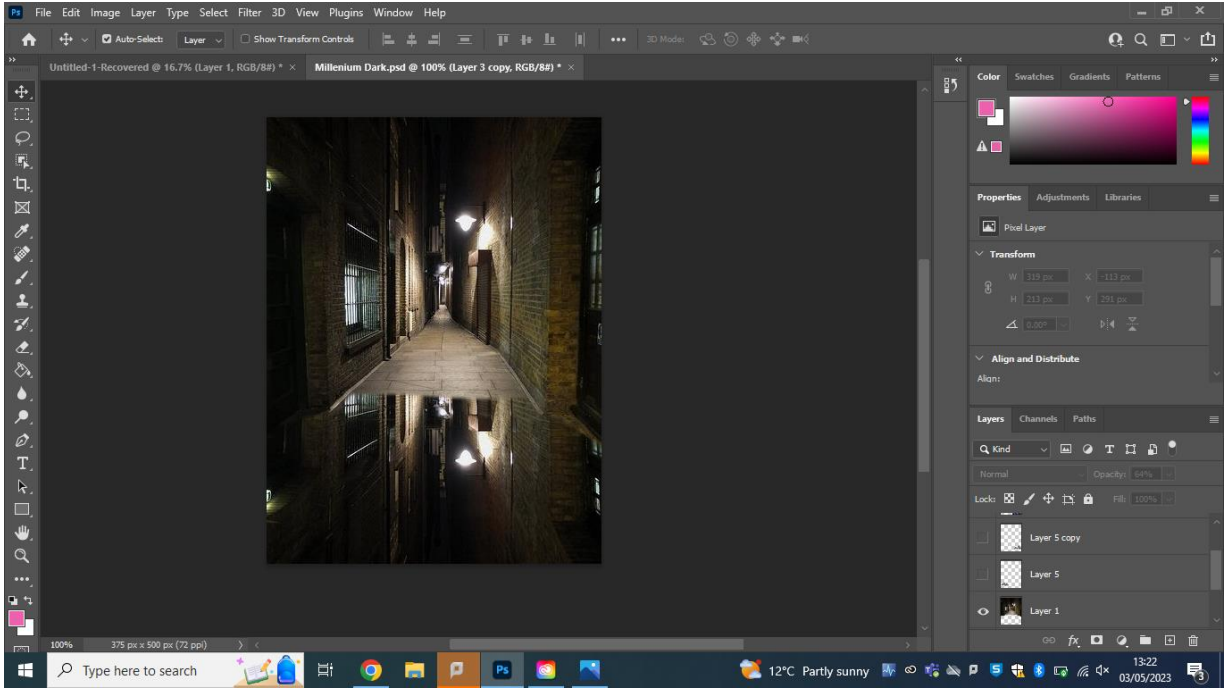 Ps File Edit Image Layer Type Select Filter 3D View Plugins Window Help
Auto-Select: Layer Show Transform Controls 3D Mode:
Untitled-1-Recovered @ 16.7% (Layer 1, RGB/8#) * × Millenium Dark.psd @ 100% (Layer 3 copy, RGB/8#) * ×
Color Swatches Gradients Patterns
Properties Adjustments Libraries
Pixel Layer
Transform
W 319 px X -113 px
H 213 px Y 291 px
0.00°
Align and Distribute
Align:
Layers Channels Paths
Kind
Normal Opacity: 64%
Lock: Fill: 100%
Layer 5 copy
Layer 5
Layer 1
fx
100% 375 px x 500 px (72 ppi)
Type here to search
Ps
12°C Partly sunny
13:22
03/05/2023
3